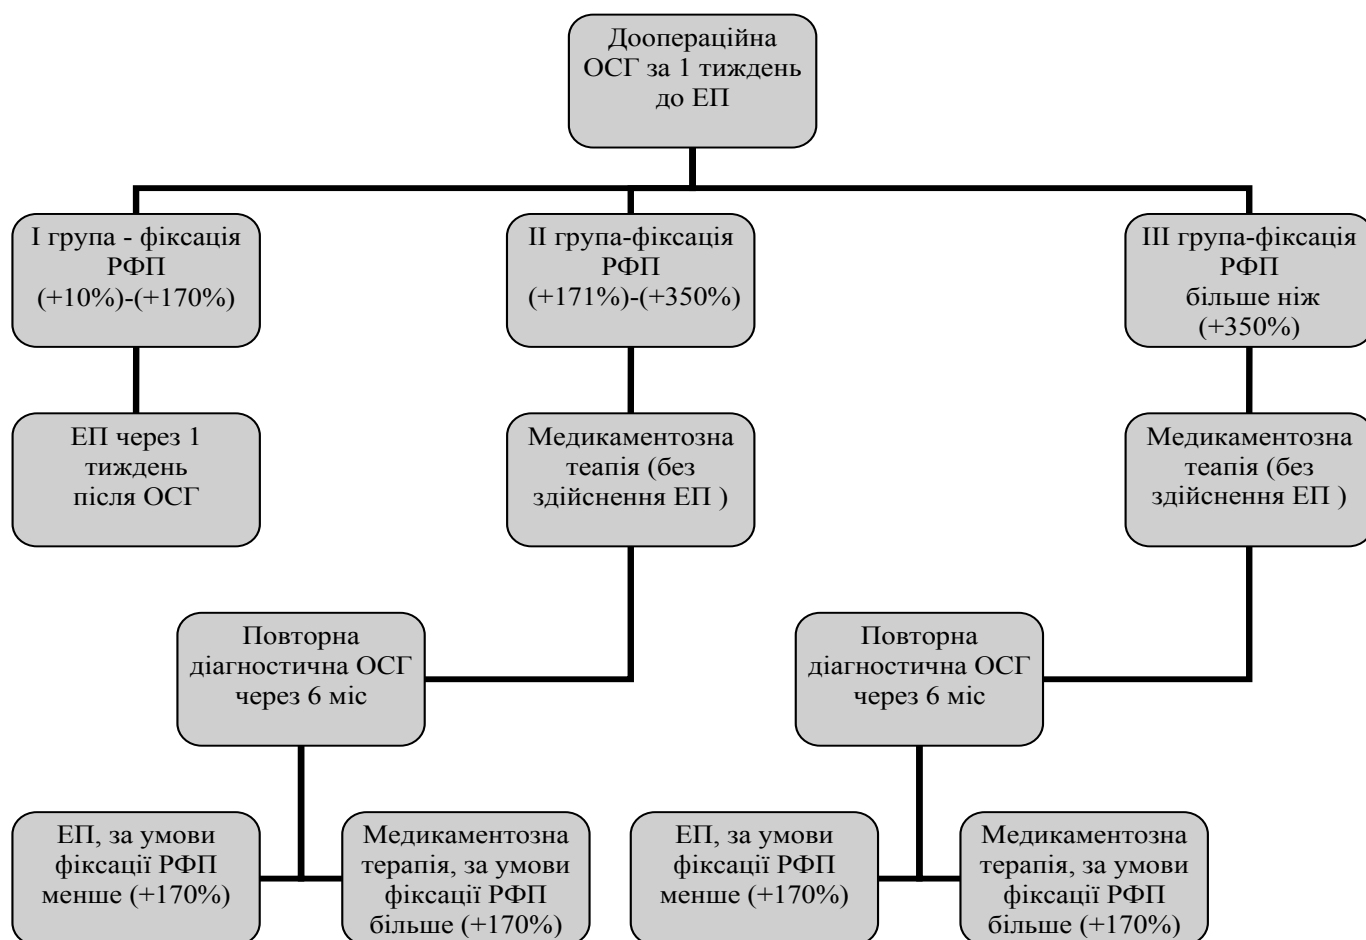 Доопераційна
ОСГ за 1 тиждень
до ЕП
І група - фіксація
РФП
(+10%)-(+170%)
ІІ група-фіксація
РФП
(+171%)-(+350%)
ІІІ група-фіксація
РФП
більше ніж
(+350%)
ЕП через 1
тиждень
після ОСГ
Медикаментозна
теапія (без
здійснення ЕП )
Медикаментозна
теапія (без
здійснення ЕП )
Повторна
діагностична ОСГ
через 6 міс
Повторна
діагностична ОСГ
через 6 міс
ЕП, за умови
фіксації РФП
менше (+170%)
Медикаментозна
терапія, за умови
фіксації РФП
більше (+170%)
ЕП, за умови
фіксації РФП
менше (+170%)
Медикаментозна
терапія, за умови
фіксації РФП
більше (+170%)